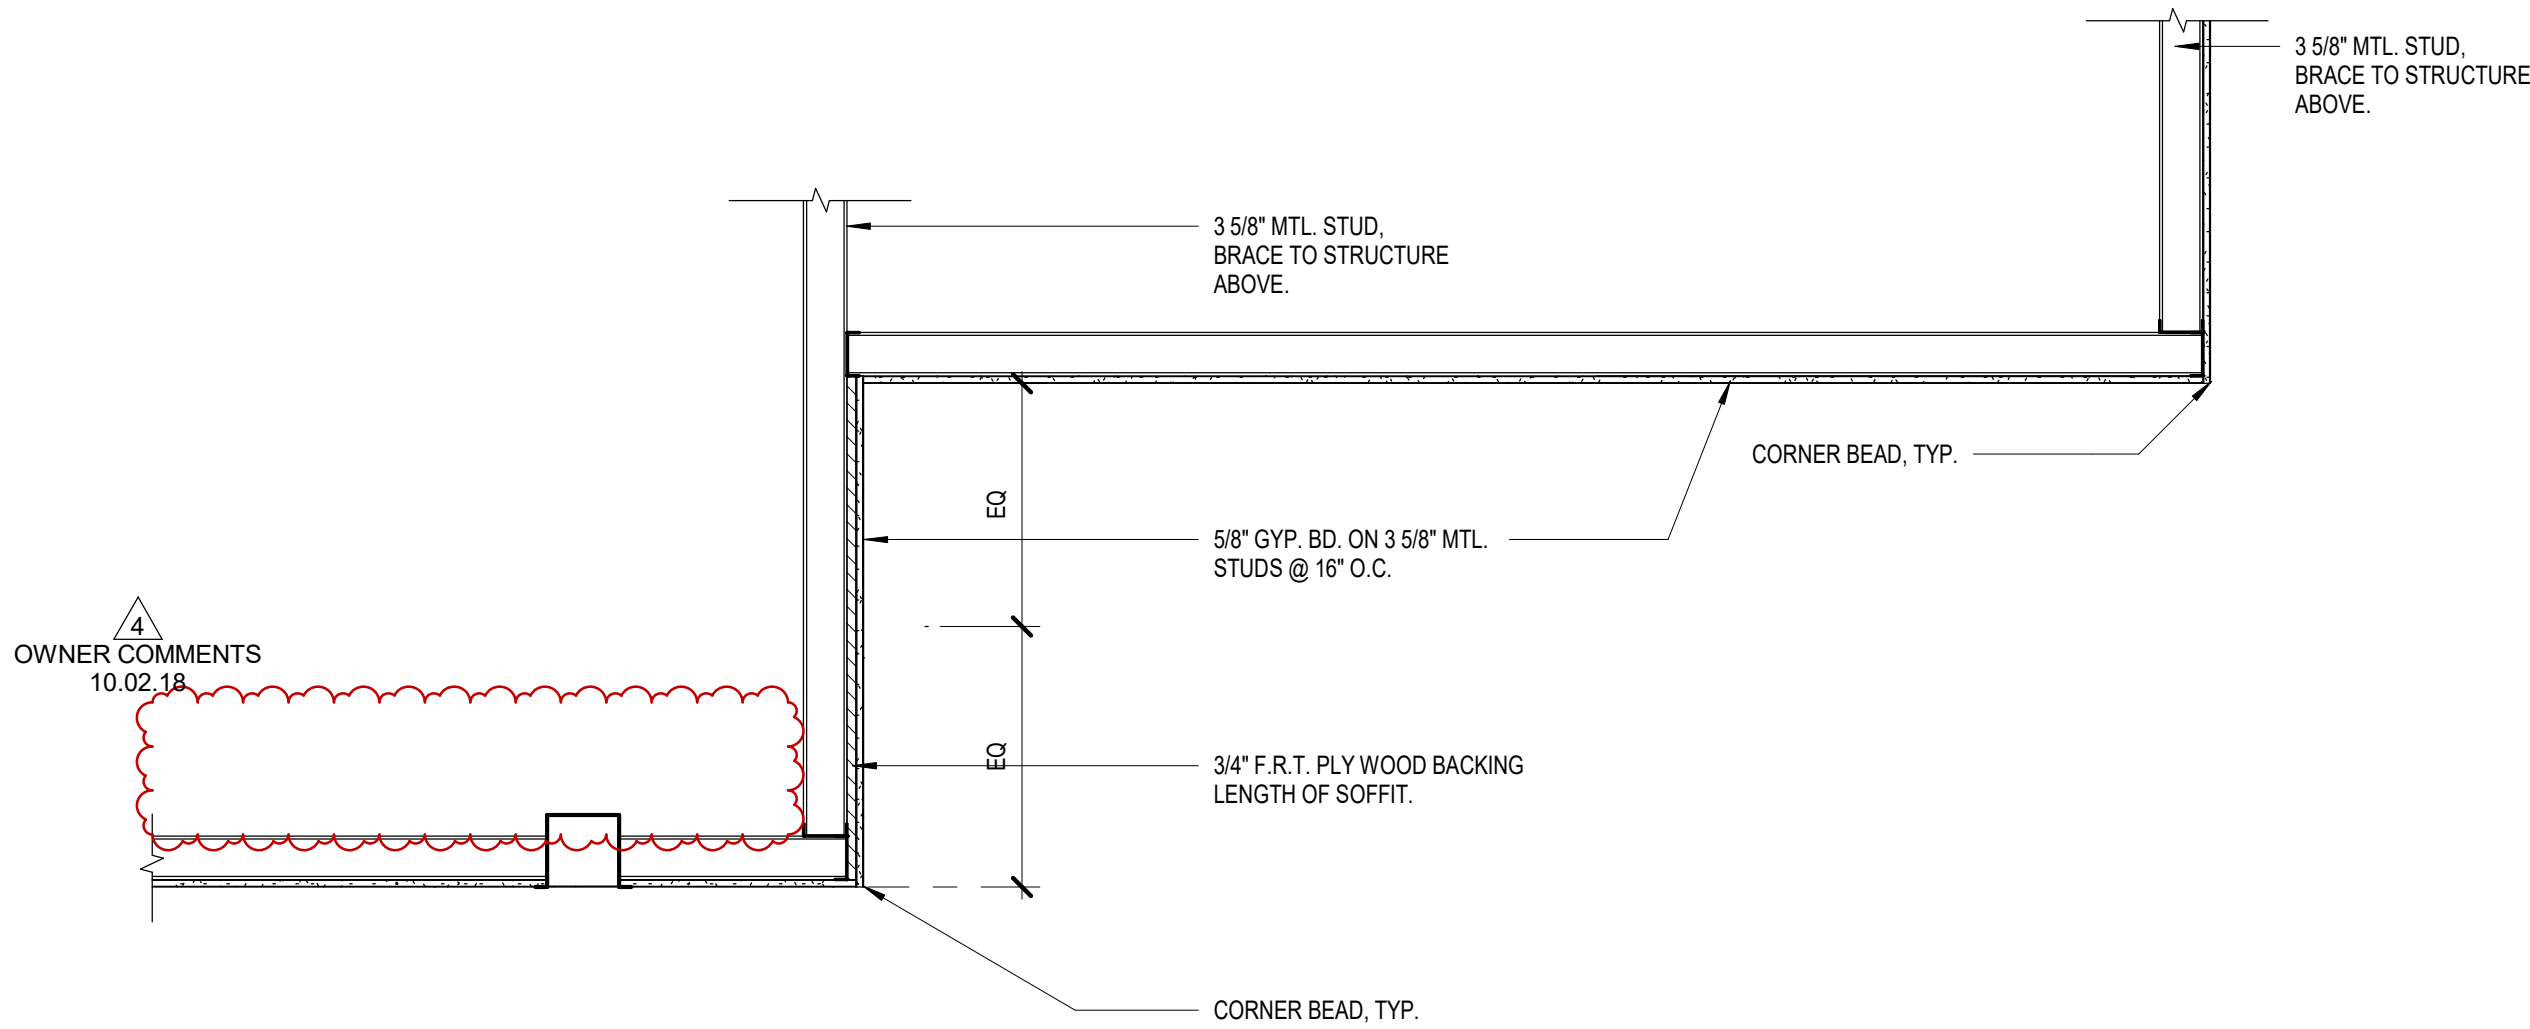 3 5/8" MTL. STUD,
BRACE TO STRUCTURE
ABOVE.
3 5/8" MTL. STUD,
BRACE TO STRUCTURE
ABOVE.
CORNER BEAD, TYP.
EQ
5/8" GYP. BD. ON 3 5/8" MTL.
STUDS @ 16" O.C.
4
OWNER COMMENTS
10.02.18
EQ
3/4" F.R.T. PLY WOOD BACKING
LENGTH OF SOFFIT.
CORNER BEAD, TYP.